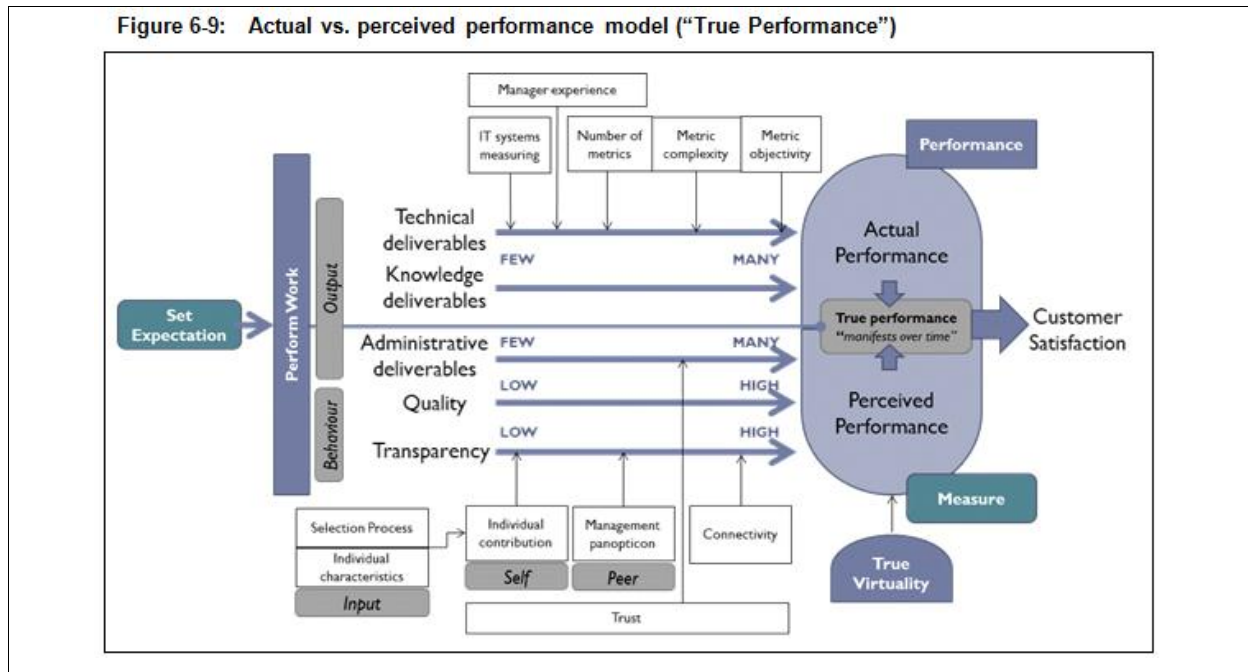 Figure 6-9: Actual vs. perceived performance model (“True Performance”)
Manager experience
IT systems
measuring
Number of
metrics
Metric
complexity
Metric
objectivity
Performance
Set
Expectation
Perform Work
Output
Behaviour
Technical
deliverables
FEW
MANY
Knowledge
deliverables
FEW
MANY
Administrative
deliverables
LOW
HIGH
Quality
LOW
HIGH
Transparency
Actual
Performance
True performance
“manifests over time”
Perceived
Performance
Customer
Satisfaction
Measure
True
Virtuality
Selection Process
Individual
characteristics
Input
Individual
contribution
Self
Management
panopticon
Peer
Connectivity
Trust